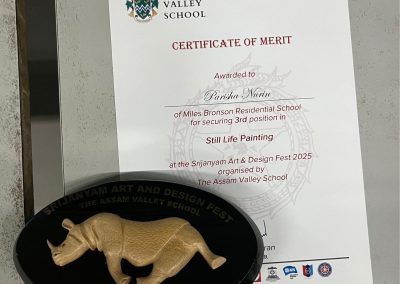 VALLEY
SCHOOL
CERTIFICATE OF MERIT
Awarded to
Parisha Nurin
of Miles Bronson Residential School
for securing 3rd position in
Still Life Painting
at the Srijanyam Art & Design Fest 2025
organised by
The Assam Valley School
SRIJANYAM ART AND DESIGN FEST
THE ASSAM VALLEY SCHOOL